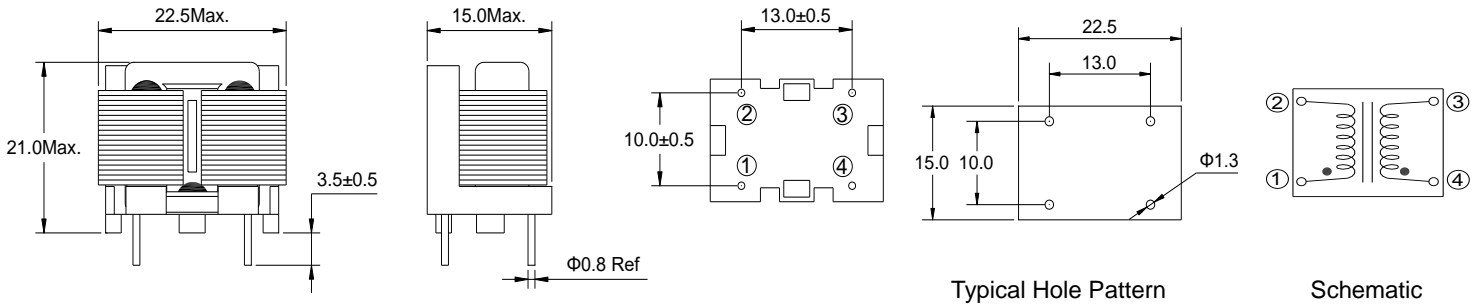 22.5Max.
21.0Max.
3.5±0.5
15.0Max.
Φ0.8 Ref
13.0±0.5
10.0±0.5
②
③
①
④
22.5
13.0
15.0
10.0
Φ1.3
Typical Hole Pattern
②
③
①
④
Schematic